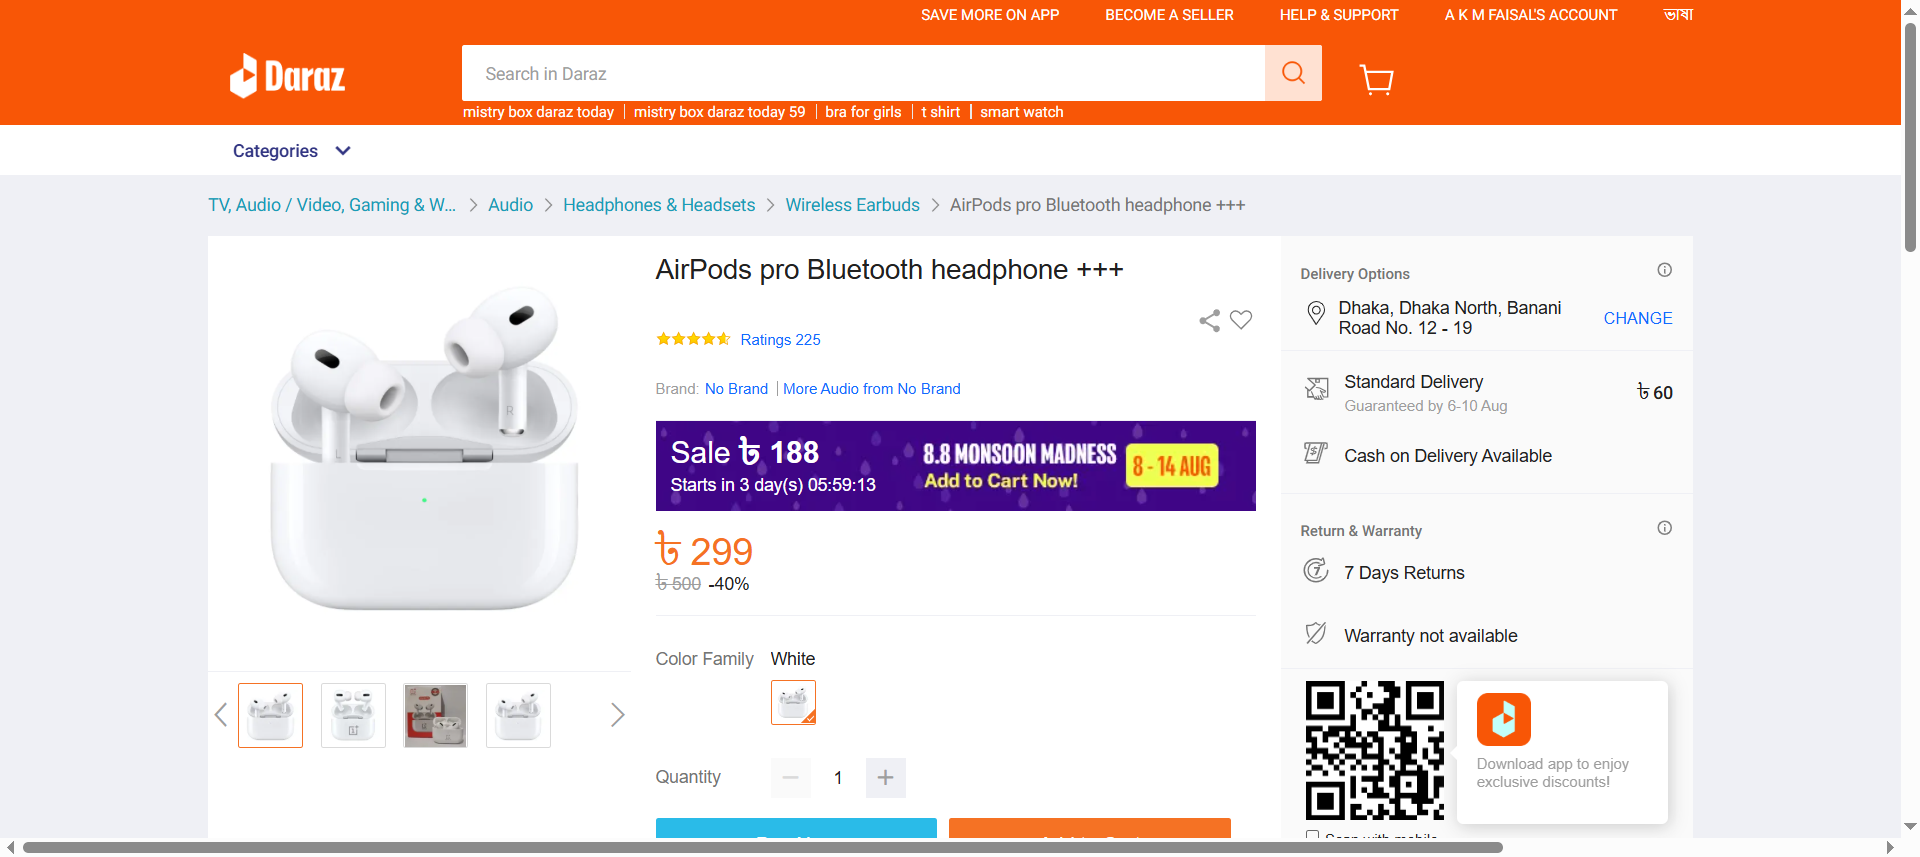 SAVE MORE ON APP BECOME A SELLER HELP & SUPPORT A K M FAISAL'S ACCOUNT ভাষা
Daraz
Search in Daraz
mistry box daraz today | mistry box daraz today 59 | bra for girls | t shirt | smart watch
Categories
TV, Audio / Video, Gaming & W... > Audio > Headphones & Headsets > Wireless Earbuds > AirPods pro Bluetooth headphone +++
AirPods pro Bluetooth headphone +++
Ratings 225
Brand: No Brand | More Audio from No Brand
Sale ৳ 188
Starts in 3 day(s) 05:59:13
8.8 MONSOON MADNESS
Add to Cart Now!
8 - 14 AUG
৳ 299
৳ 500 -40%
Color Family White
Quantity 1
Delivery Options
Dhaka, Dhaka North, Banani
Road No. 12 - 19
CHANGE
Standard Delivery ৳ 60
Guaranteed by 6-10 Aug
Cash on Delivery Available
Return & Warranty
7 Days Returns
Warranty not available
Download app to enjoy
exclusive discounts!
Scan with mobile